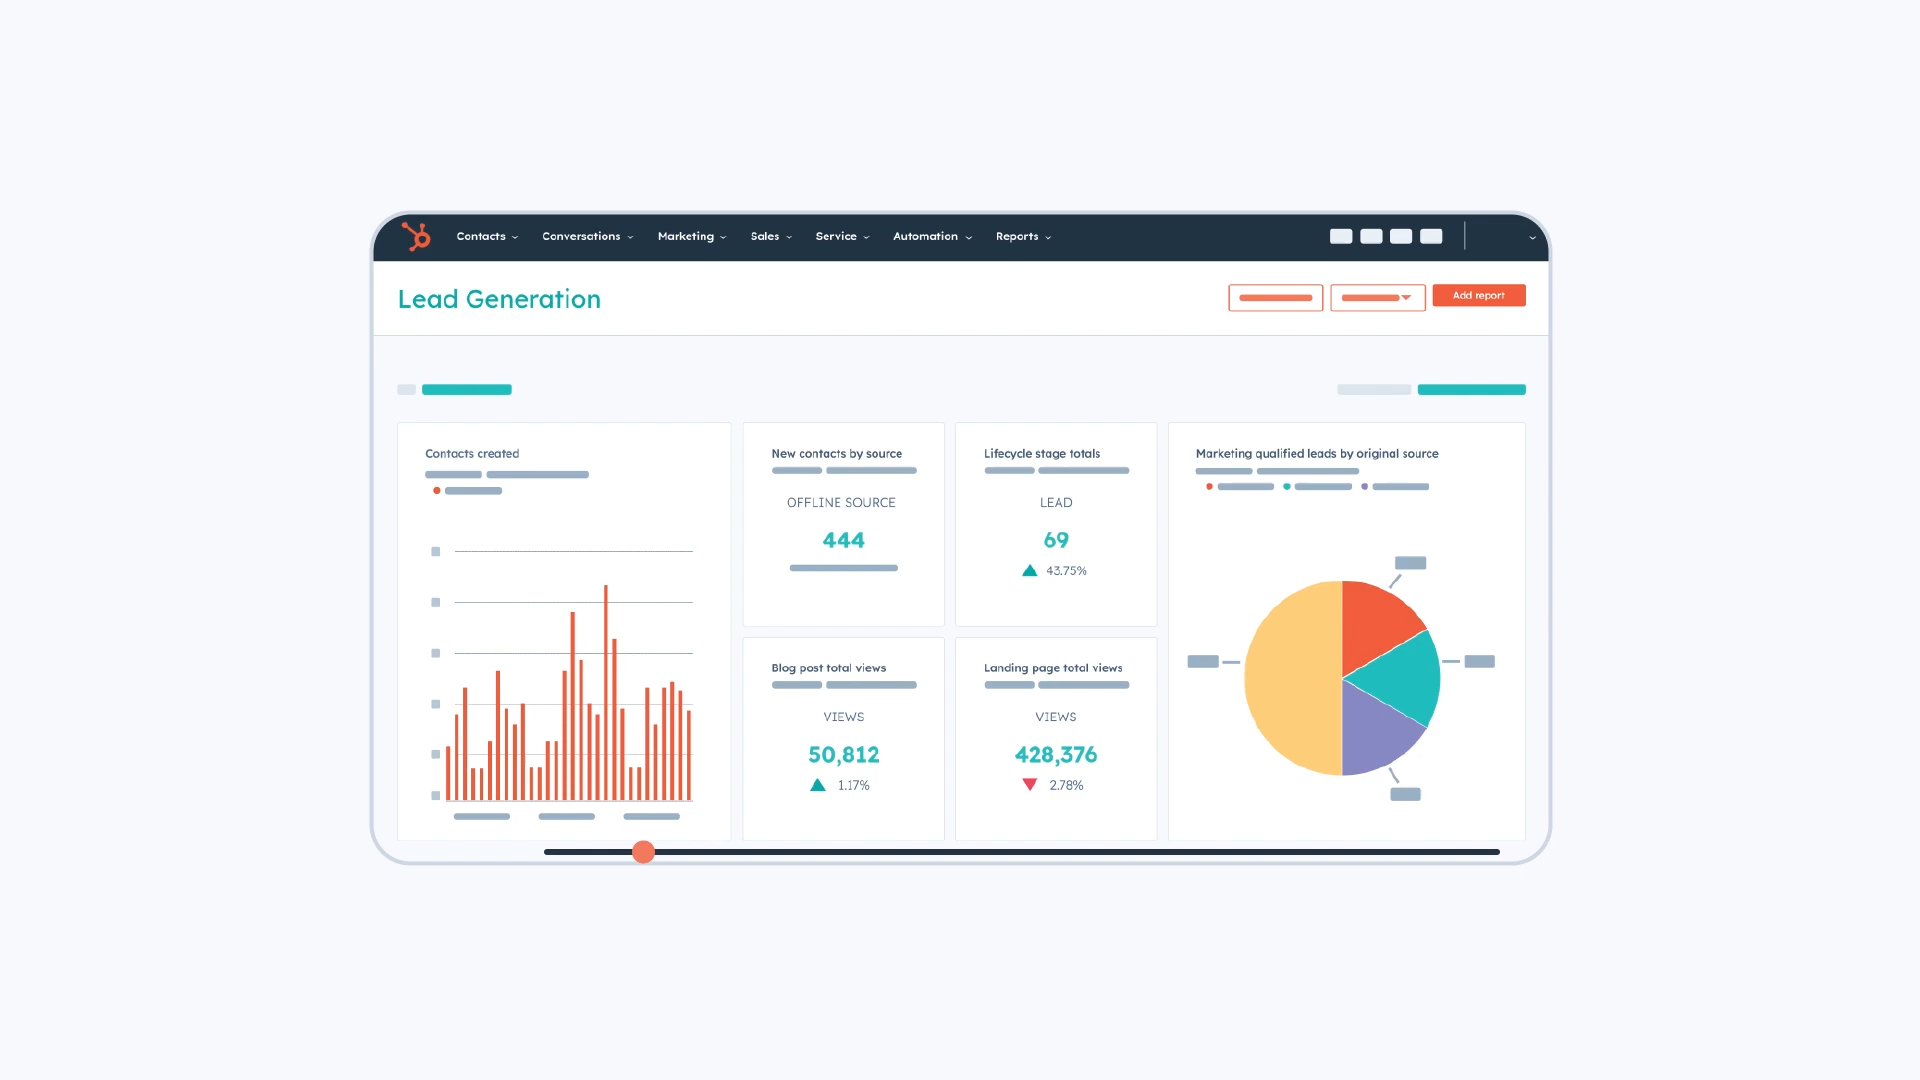 Contacts
Conversations
Marketing
Sales
Service
Automation
Reports
Lead Generation
Add report
Contacts created
New contacts by source
OFFLINE SOURCE
444
Lifecycle stage totals
LEAD
69
43.75%
Marketing qualified leads by original source
Blog post total views
VIEWS
50,812
1.17%
Landing page total views
VIEWS
428,376
2.78%